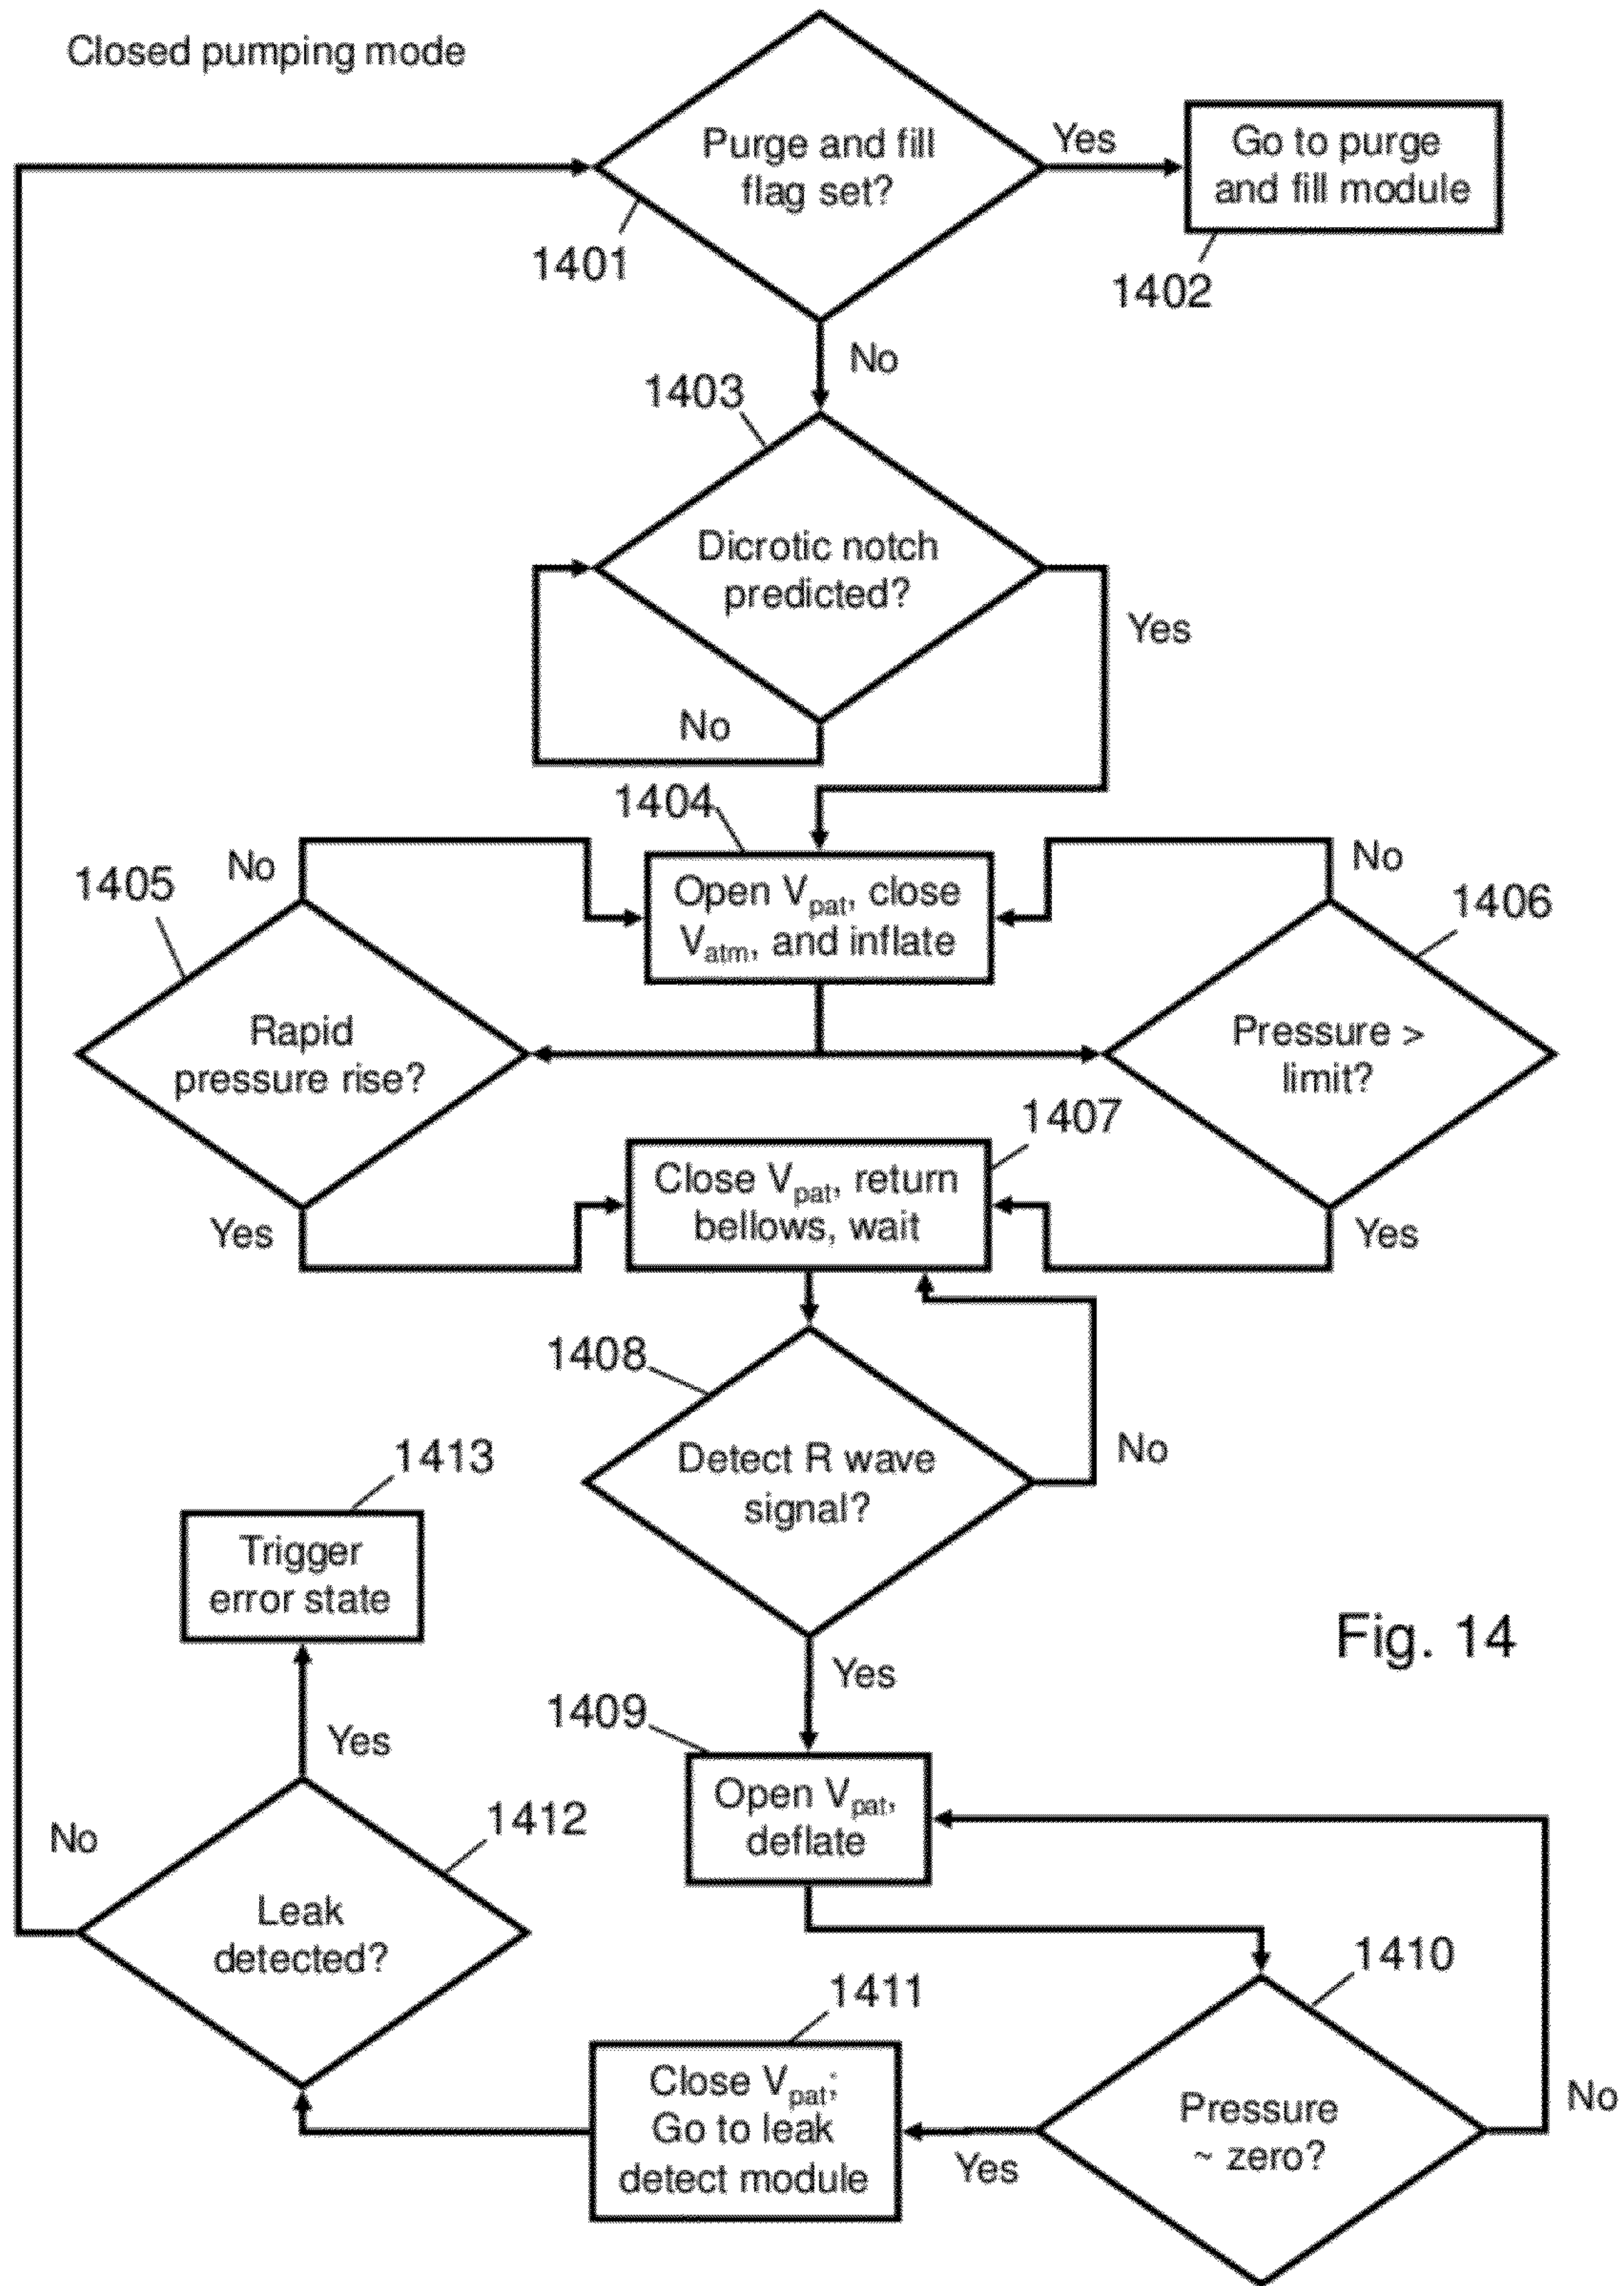 Closed pumping mode
Purge and fill
flag set?
Yes
Go to purge
and fill module
1401
1402
No
1403
Dicrotic notch
predicted?
Yes
No
1404
No
Open Vpat, close
Vatm, and inflate
No
1405
1406
Rapid
pressure rise?
Pressure >
limit?
1407
Close Vpat, return
bellows, wait
Yes
Yes
1408
Detect R wave
signal?
No
1413
Trigger
error state
Fig. 14
Yes
1409
Yes
Open Vpat,
deflate
1412
No
Leak
detected?
1410
1411
Close Vpat;
Go to leak
detect module
Yes
Pressure
~ zero?
No